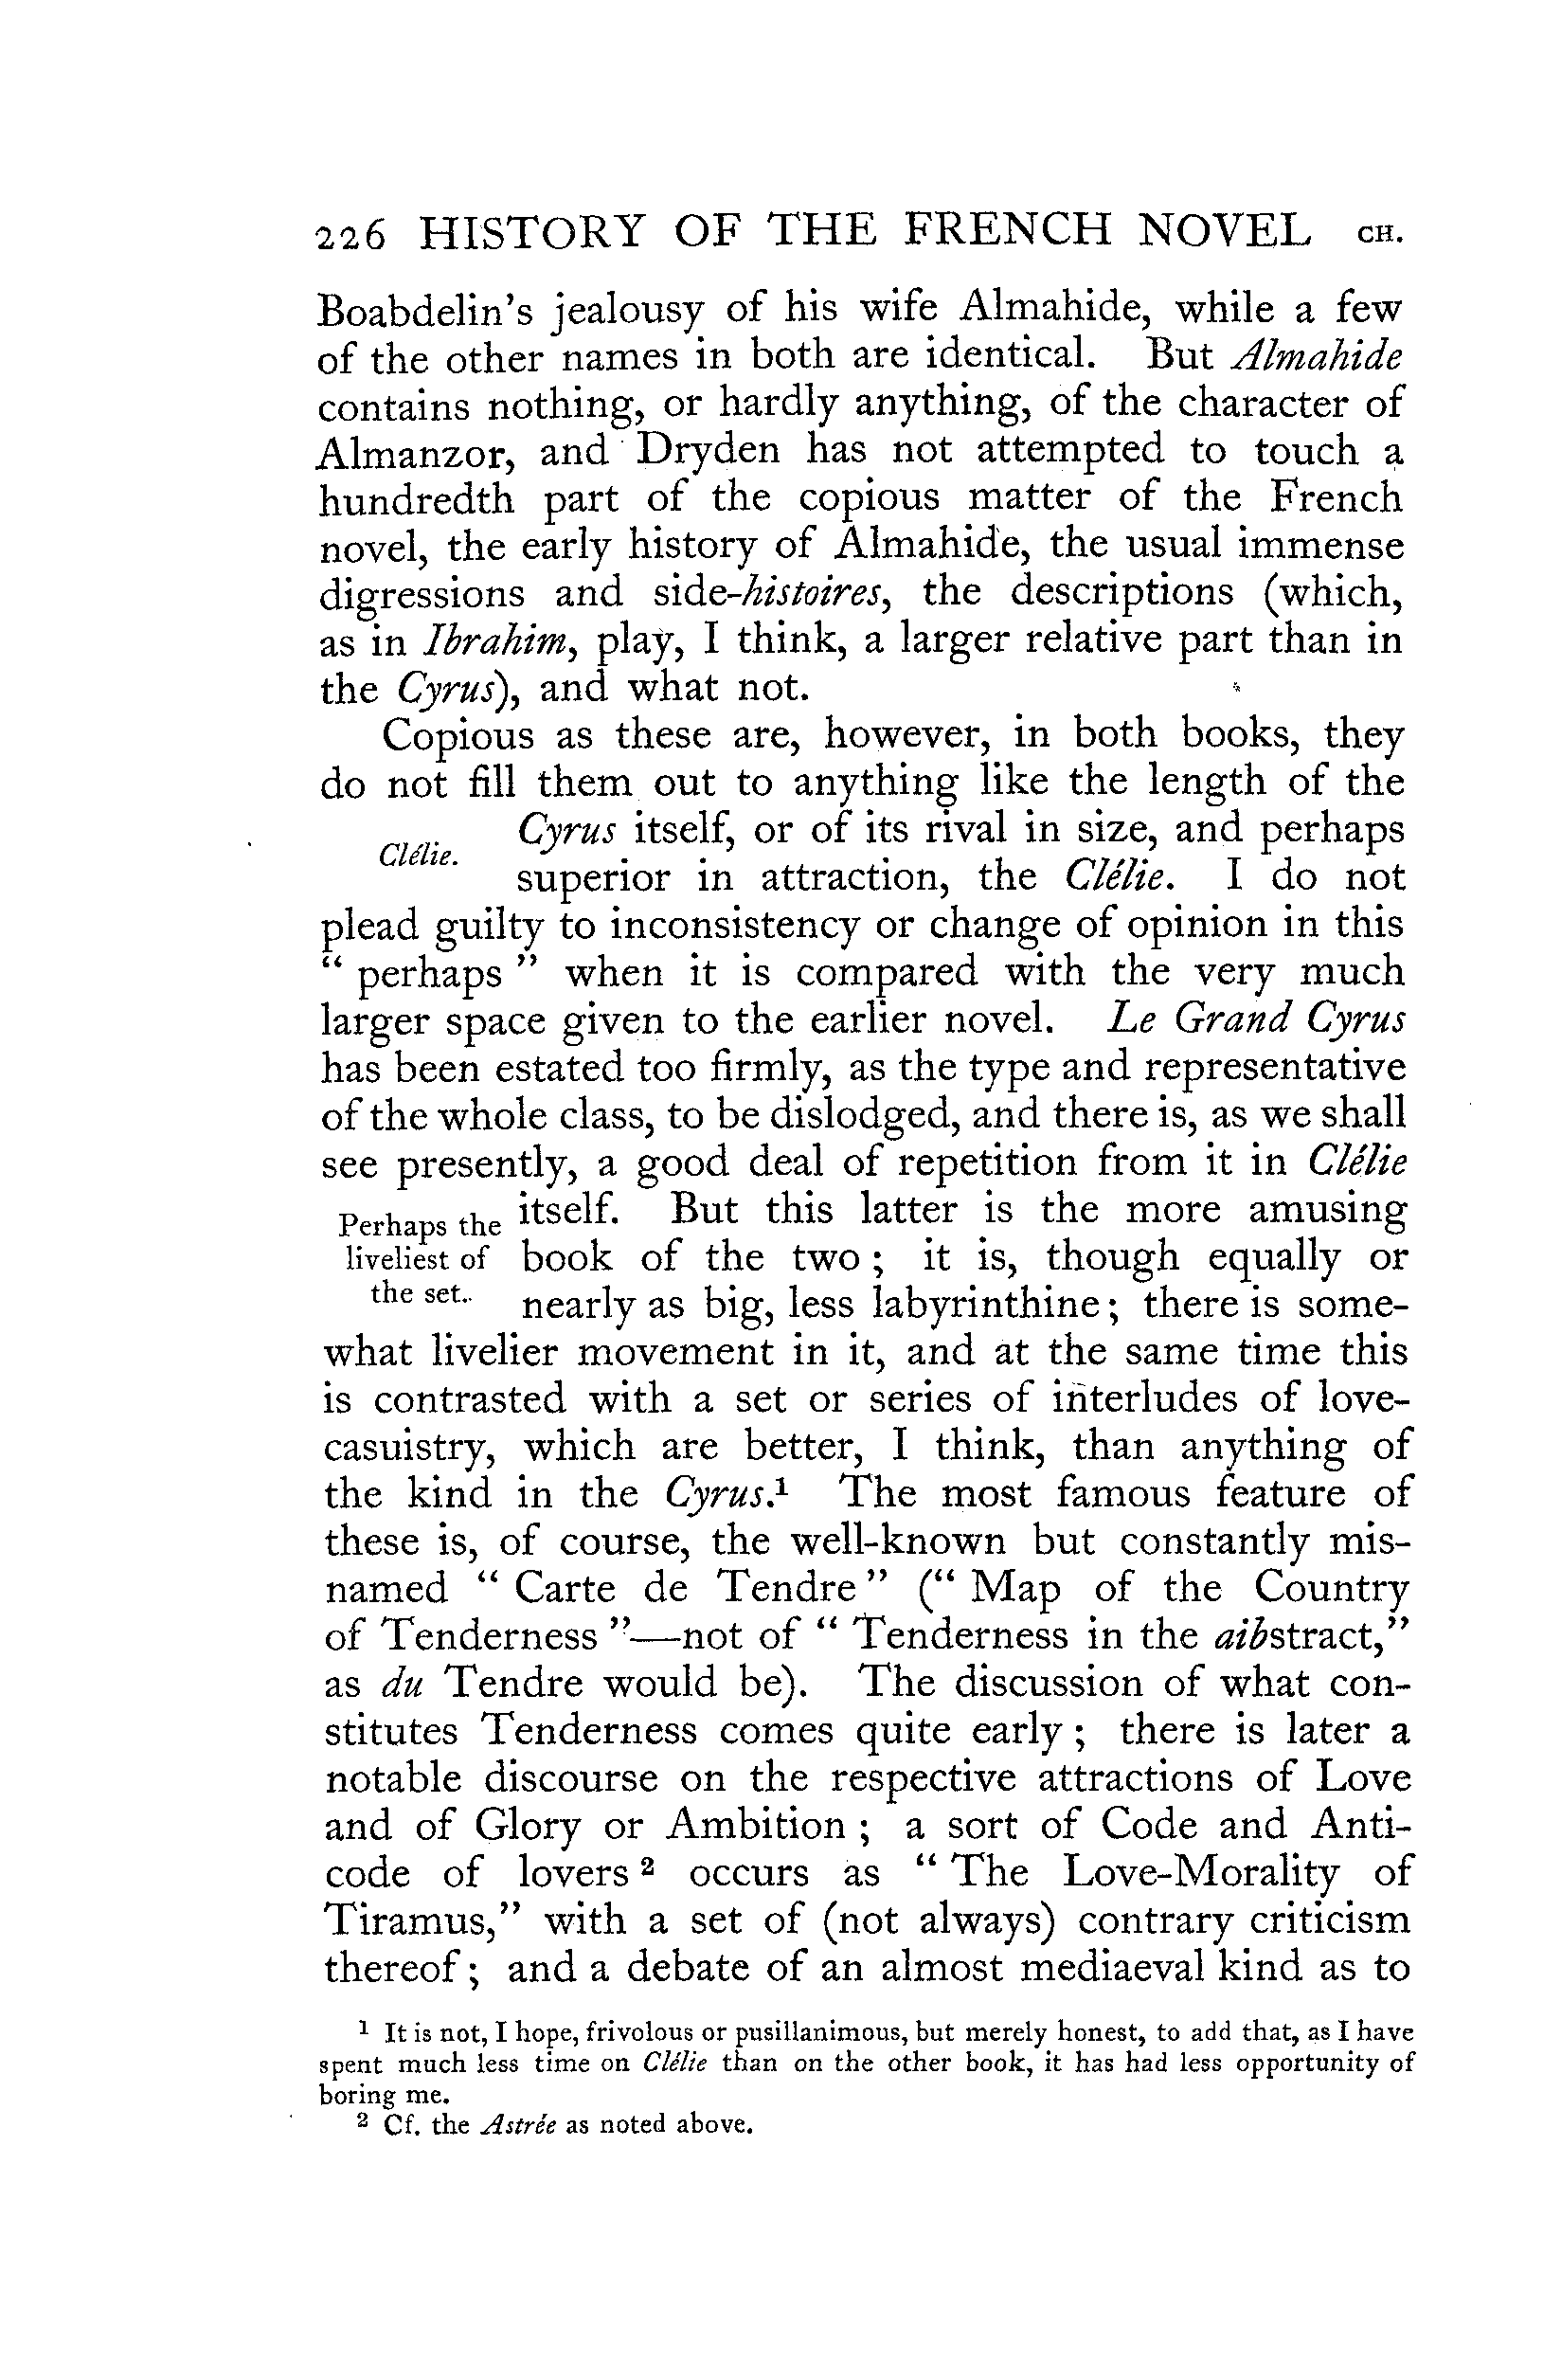 226 HISTORY OF THE FRENCH NOVEL CH.
Boabdelin's jealousy of his wife Almahide, while a few
of the other names in both are identical. But Almahide
contains nothing, or hardly anything, of the character of
Almanzor, and Dryden has not attempted to touch a
hundredth part of the copious matter of the French
novel, the early history of Almahide, the usual immense
digressions and side-histoires, the descriptions (which,
as in Ibrahim, play, I think, a larger relative part than in
the Cyrus), and what not.
Copious as these are, however, in both books, they
do not fill them out to anything like the length of the
Clélie.
Cyrus itself, or of its rival in size, and perhaps
superior in attraction, the Clélie. I do not
plead guilty to inconsistency or change of opinion in this
“ perhaps ” when it is compared with the very much
larger space given to the earlier novel. Le Grand Cyrus
has been estated too firmly, as the type and representative
of the whole class, to be dislodged, and there is, as we shall
see presently, a good deal of repetition from it in Clélie
Perhaps the
liveliest of
the set.
itself. But this latter is the more amusing
book of the two ; it is, though equally or
nearly as big, less labyrinthine ; there is some-
what livelier movement in it, and at the same time this
is contrasted with a set or series of interludes of love-
casuistry, which are better, I think, than anything of
the kind in the Cyrus.¹ The most famous feature of
these is, of course, the well-known but constantly mis-
named “ Carte de Tendre ” (“ Map of the Country
of Tenderness ”—not of “ Tenderness in the aibstract,”
as du Tendre would be). The discussion of what con-
stitutes Tenderness comes quite early ; there is later a
notable discourse on the respective attractions of Love
and of Glory or Ambition ; a sort of Code and Anti-
code of lovers ² occurs as “ The Love-Morality of
Tiramus,” with a set of (not always) contrary criticism
thereof ; and a debate of an almost mediaeval kind as to
¹ It is not, I hope, frivolous or pusillanimous, but merely honest, to add that, as I have
spent much less time on Clélie than on the other book, it has had less opportunity of
boring me.
² Cf. the Astrée as noted above.